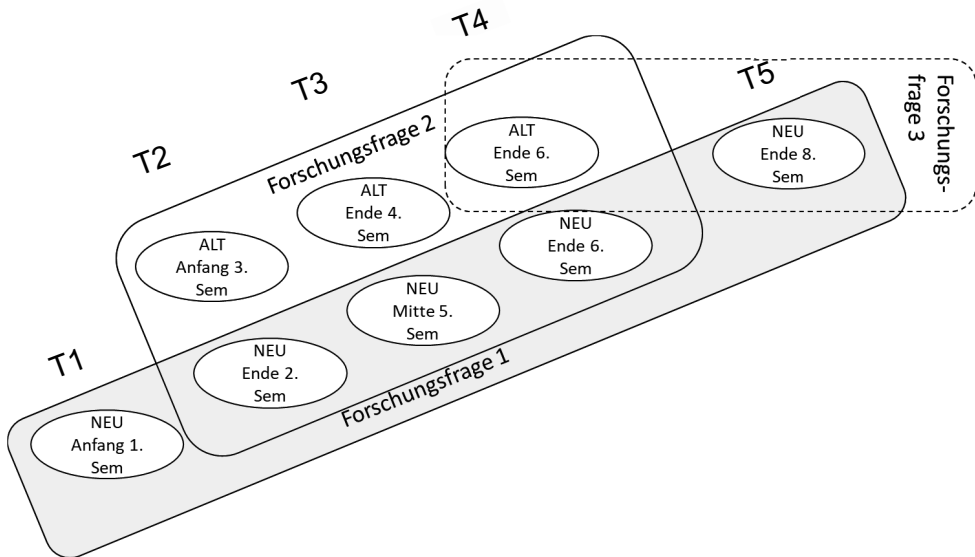 T4
T5
T3
T2
T1
Forschungs-
frage 3
Forschungsfrage 2
ALT
Ende 6.
Sem
NEU
Ende 8.
Sem
ALT
Ende 4.
Sem
ALT
Anfang 3.
Sem
NEU
Ende 6.
Sem
NEU
Mitte 5.
Sem
NEU
Ende 2.
Sem
NEU
Anfang 1.
Sem
Forschungsfrage 1